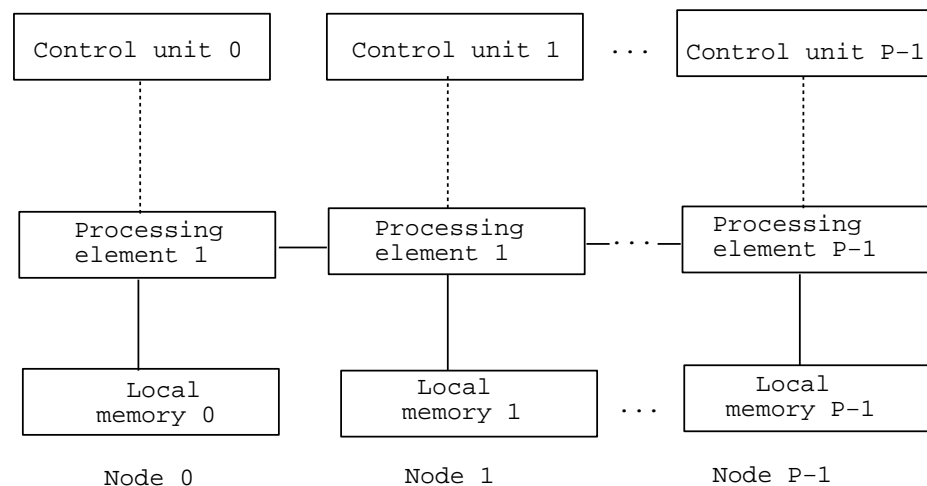 Control unit 0
Control unit 1
...
Control unit P-1
Processing
element 1
Processing
element 1
...
Processing
element P-1
Local
memory 0
Local
memory 1
...
Local
memory P-1
Node 0
Node 1
Node P-1